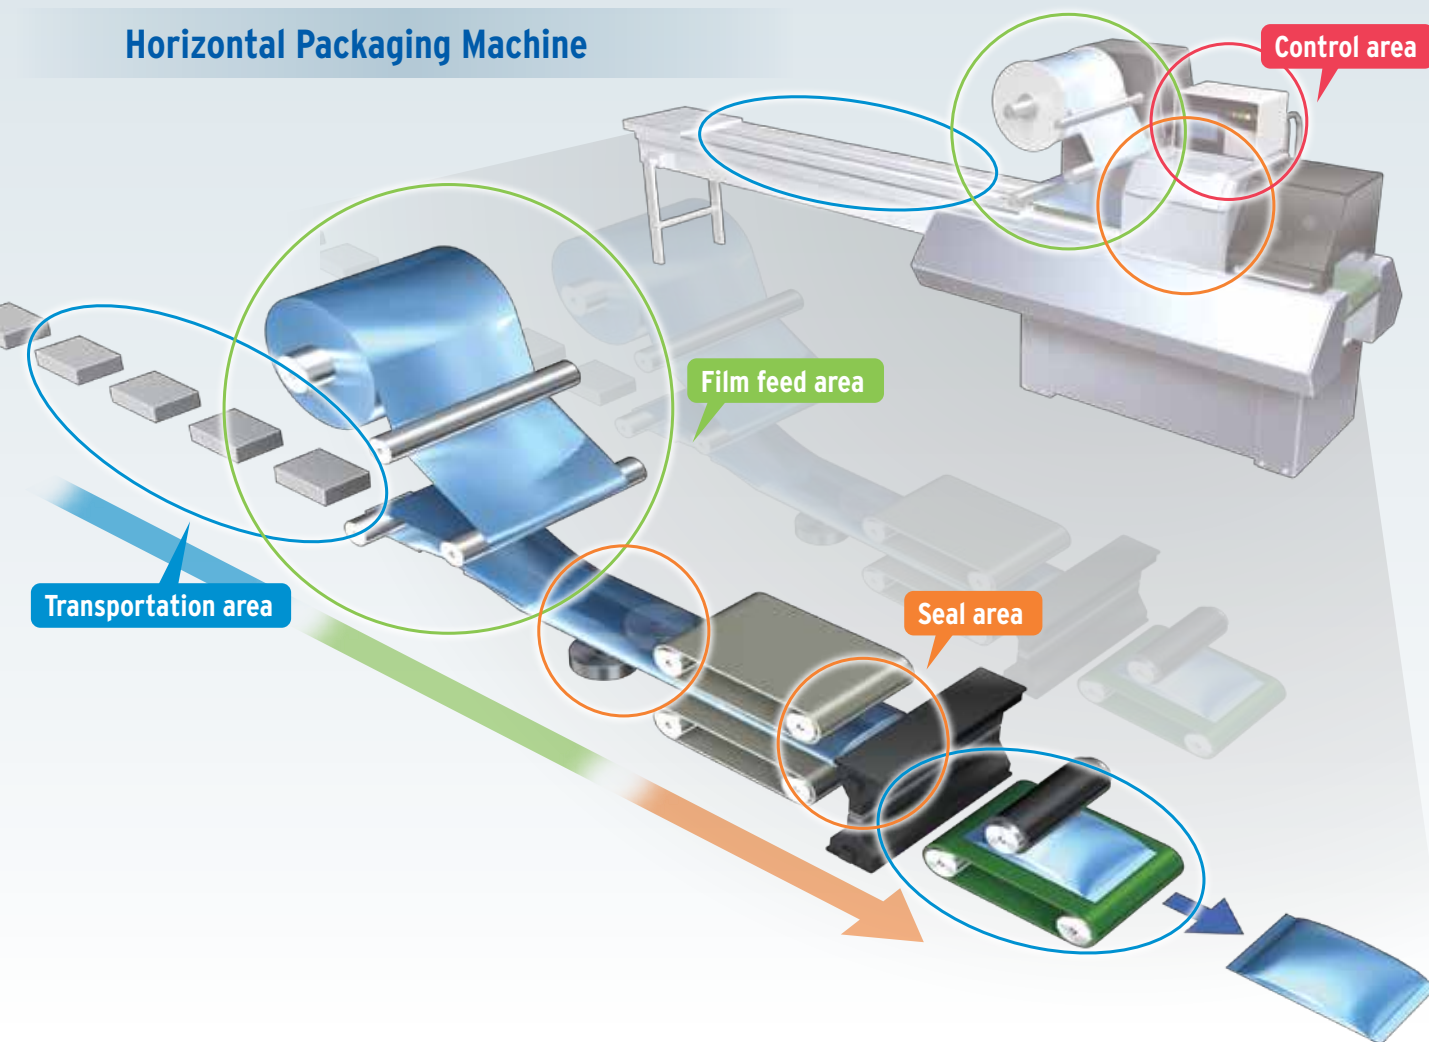 Horizontal Packaging Machine
Control area
Film feed area
Transportation area
Seal area